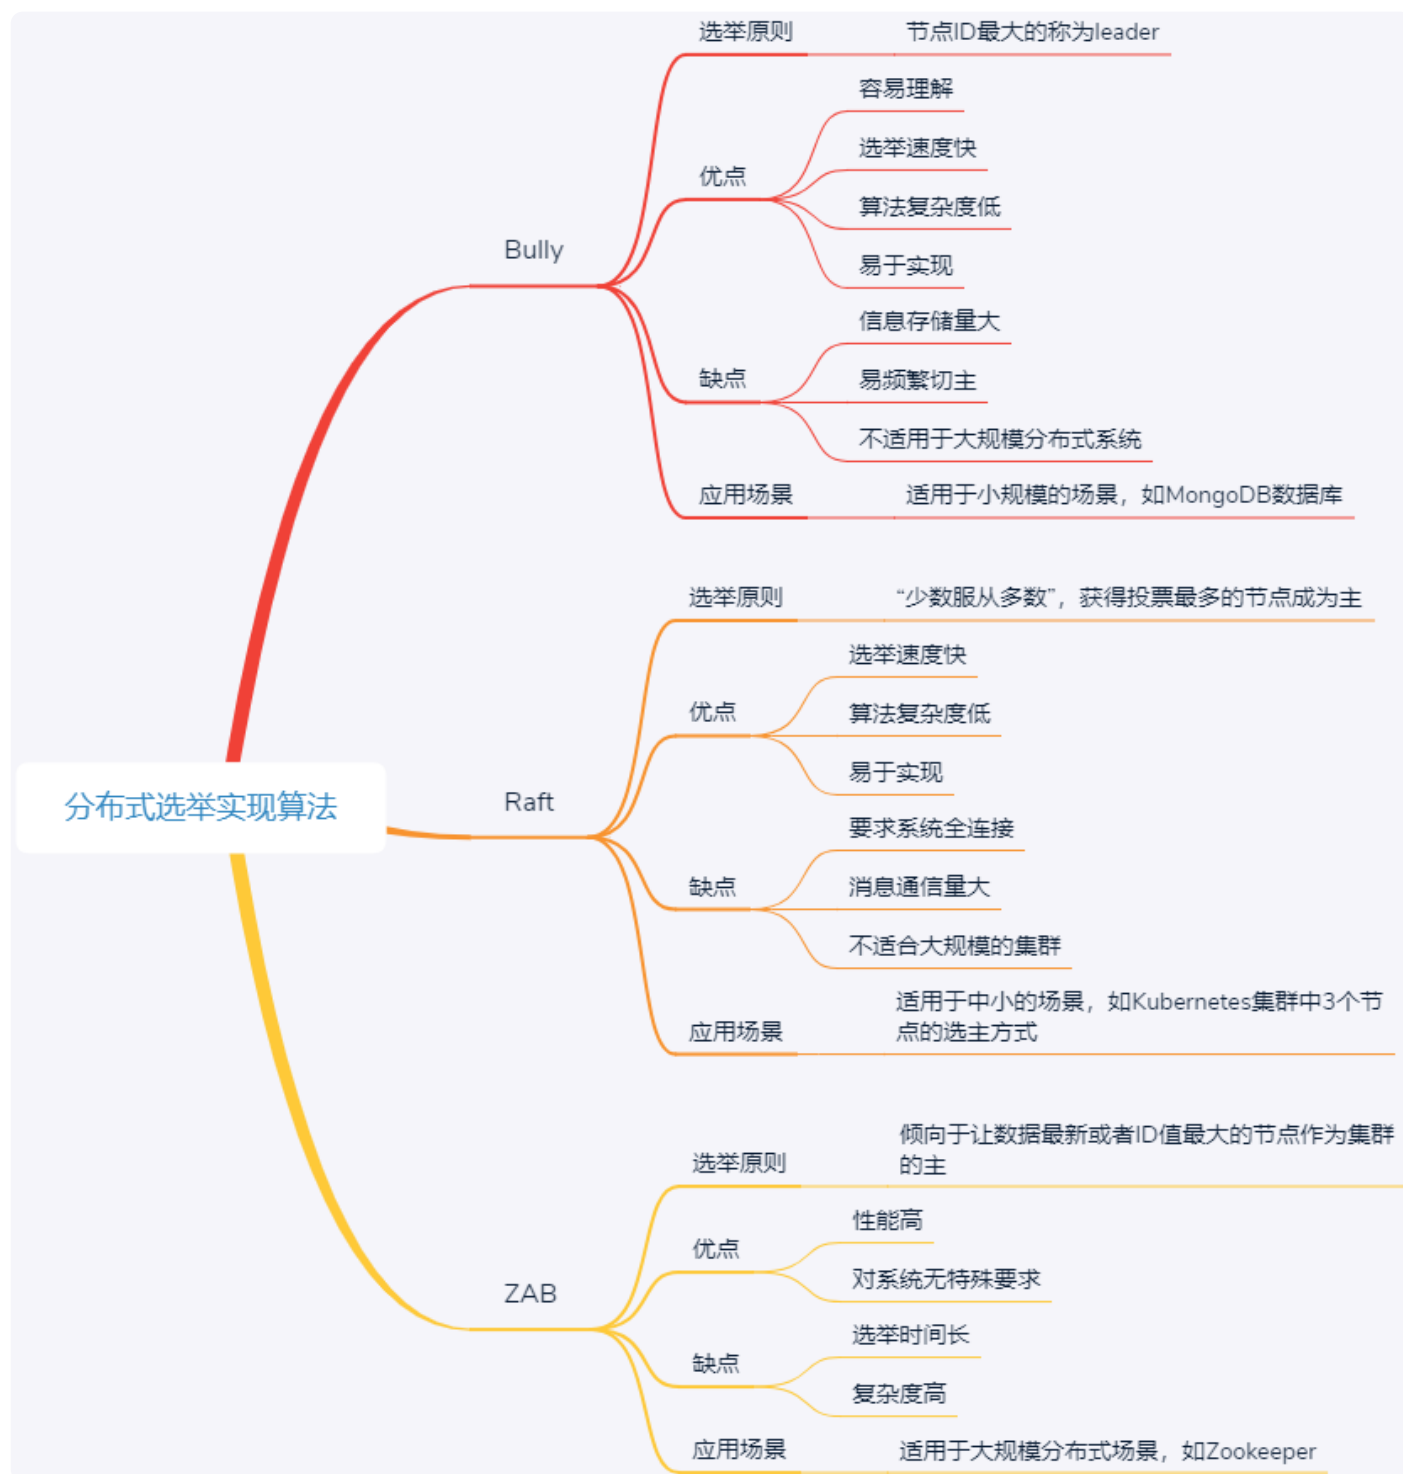 分布式选举实现算法
Bully
选举原则
节点ID最大的称为leader
优点
容易理解
选举速度快
算法复杂度低
易于实现
缺点
信息存储量大
易频繁切主
不适用于大规模分布式系统
应用场景
适用于小规模的场景，如MongoDB数据库
Raft
选举原则
“少数服从多数”，获得投票最多的节点成为主
优点
选举速度快
算法复杂度低
易于实现
缺点
要求系统全连接
消息通信量大
不适合大规模的集群
应用场景
适用于中小的场景，如Kubernetes集群中3个节
点的选主方式
ZAB
选举原则
倾向于让数据最新或者ID值最大的节点作为集群
的主
优点
性能高
对系统无特殊要求
缺点
选举时间长
复杂度高
应用场景
适用于大规模分布式场景，如Zookeeper